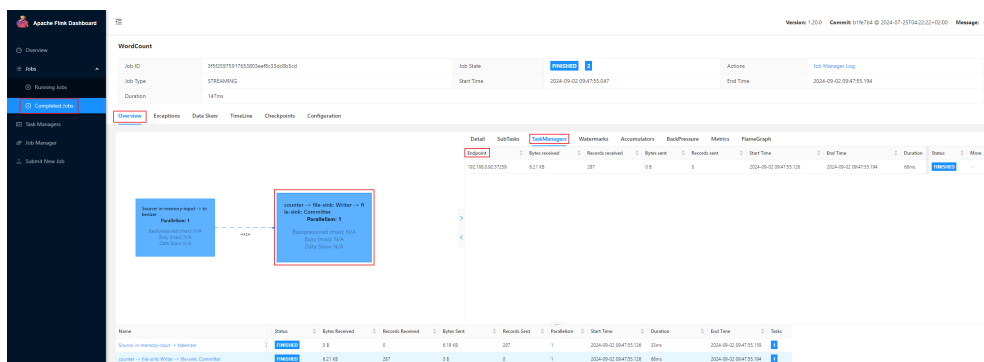 Apache Flink Dashboard
Version: 1.20.0 Commit: b1fe7b4 @ 2024-07-25T04:22:22+02:00 Message:
Overview
Jobs
Running Jobs
Completed Jobs
Task Managers
Job Manager
Submit New Job
WordCount
Job ID 3f5f25975917653803eef8c33dd8b3cd Job State FINISHED 2 Actions Job Manager Log
Job Type STREAMING Start Time 2024-09-02 09:47:55.047 End Time 2024-09-02 09:47:55.194
Duration 147ms
Overview Exceptions Data Skew TimeLine Checkpoints Configuration
Detail SubTasks TaskManagers Watermarks Accumulators BackPressure Metrics FlameGraph
Endpoint Bytes received Records received Bytes sent Records sent Start Time End Time Duration Status More
192.168.0.92:37259 6.21 KB 287 0 B 0 2024-09-02 09:47:55.126 2024-09-02 09:47:55.194 68ms FINISHED
Source: in-memory-input -> to
kenizer
Parallelism: 1
Backpressured (max): N/A
Busy (max): N/A
Data Skew: N/A
HASH
counter -> file-sink: Writer -> fi
le-sink: Committer
Parallelism: 1
Backpressured (max): N/A
Busy (max): N/A
Data Skew: N/A
Name Status Bytes Received Records Received Bytes Sent Records Sent Parallelism Start Time Duration End Time Tasks
Source: in-memory-input -> tokenizer FINISHED 0 B 0 6.19 KB 287 1 2024-09-02 09:47:55.126 33ms 2024-09-02 09:47:55.159 1
counter -> file-sink: Writer -> file-sink: Committer FINISHED 6.21 KB 287 0 B 0 1 2024-09-02 09:47:55.126 68ms 2024-09-02 09:47:55.194 1